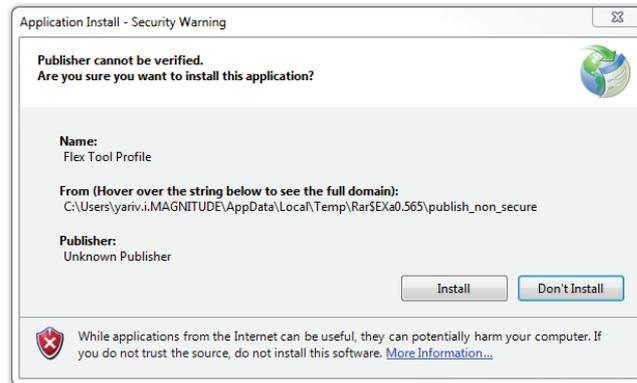 Application Install - Security Warning
Publisher cannot be verified.
Are you sure you want to install this application?
Name:
Flex Tool Profile
From (Hover over the string below to see the full domain):
C:\Users\yariv.i.MAGNITUDE\AppData\Local\Temp\Rar$EXa0.565\publish_non_secure
Publisher:
Unknown Publisher
Install
Don't Install
While applications from the Internet can be useful, they can potentially harm your computer. If
you do not trust the source, do not install this software. More Information...